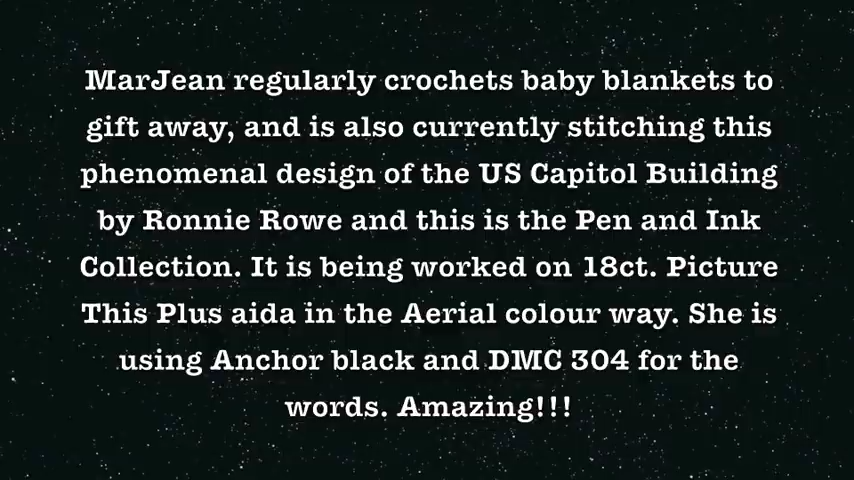 MarJean regularly crochets baby blankets to
gift away, and is also currently stitching this
phenomenal design of the US Capitol Building
by Ronnie Rowe and this is the Pen and Ink
Collection. It is being worked on 18ct. Picture
This Plus aida in the Aerial colour way. She is
using Anchor black and DMC 304 for the
words. Amazing!!!